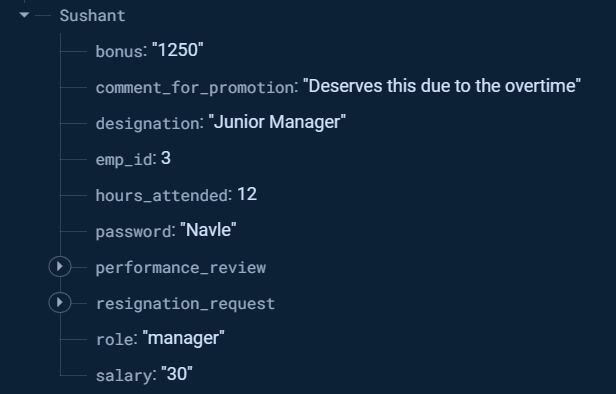 Sushant
bonus: "1250"
comment_for_promotion: "Deserves this due to the overtime"
designation: "Junior Manager"
emp_id: 3
hours_attended: 12
password: "Navle"
performance_review
resignation_request
role: "manager"
salary: "30"